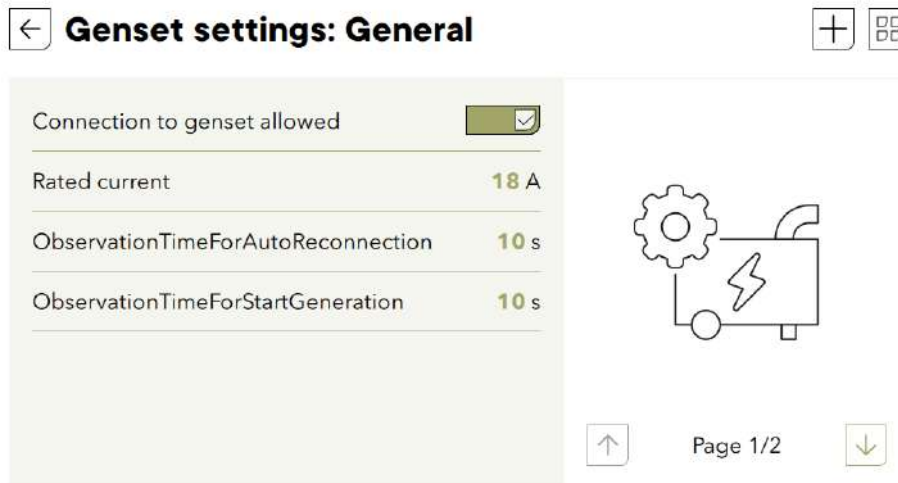 Genset settings: General
Connection to genset allowed
Rated current 18 A
ObservationTimeForAutoReconnection 10 s
ObservationTimeForStartGeneration 10 s
Page 1/2